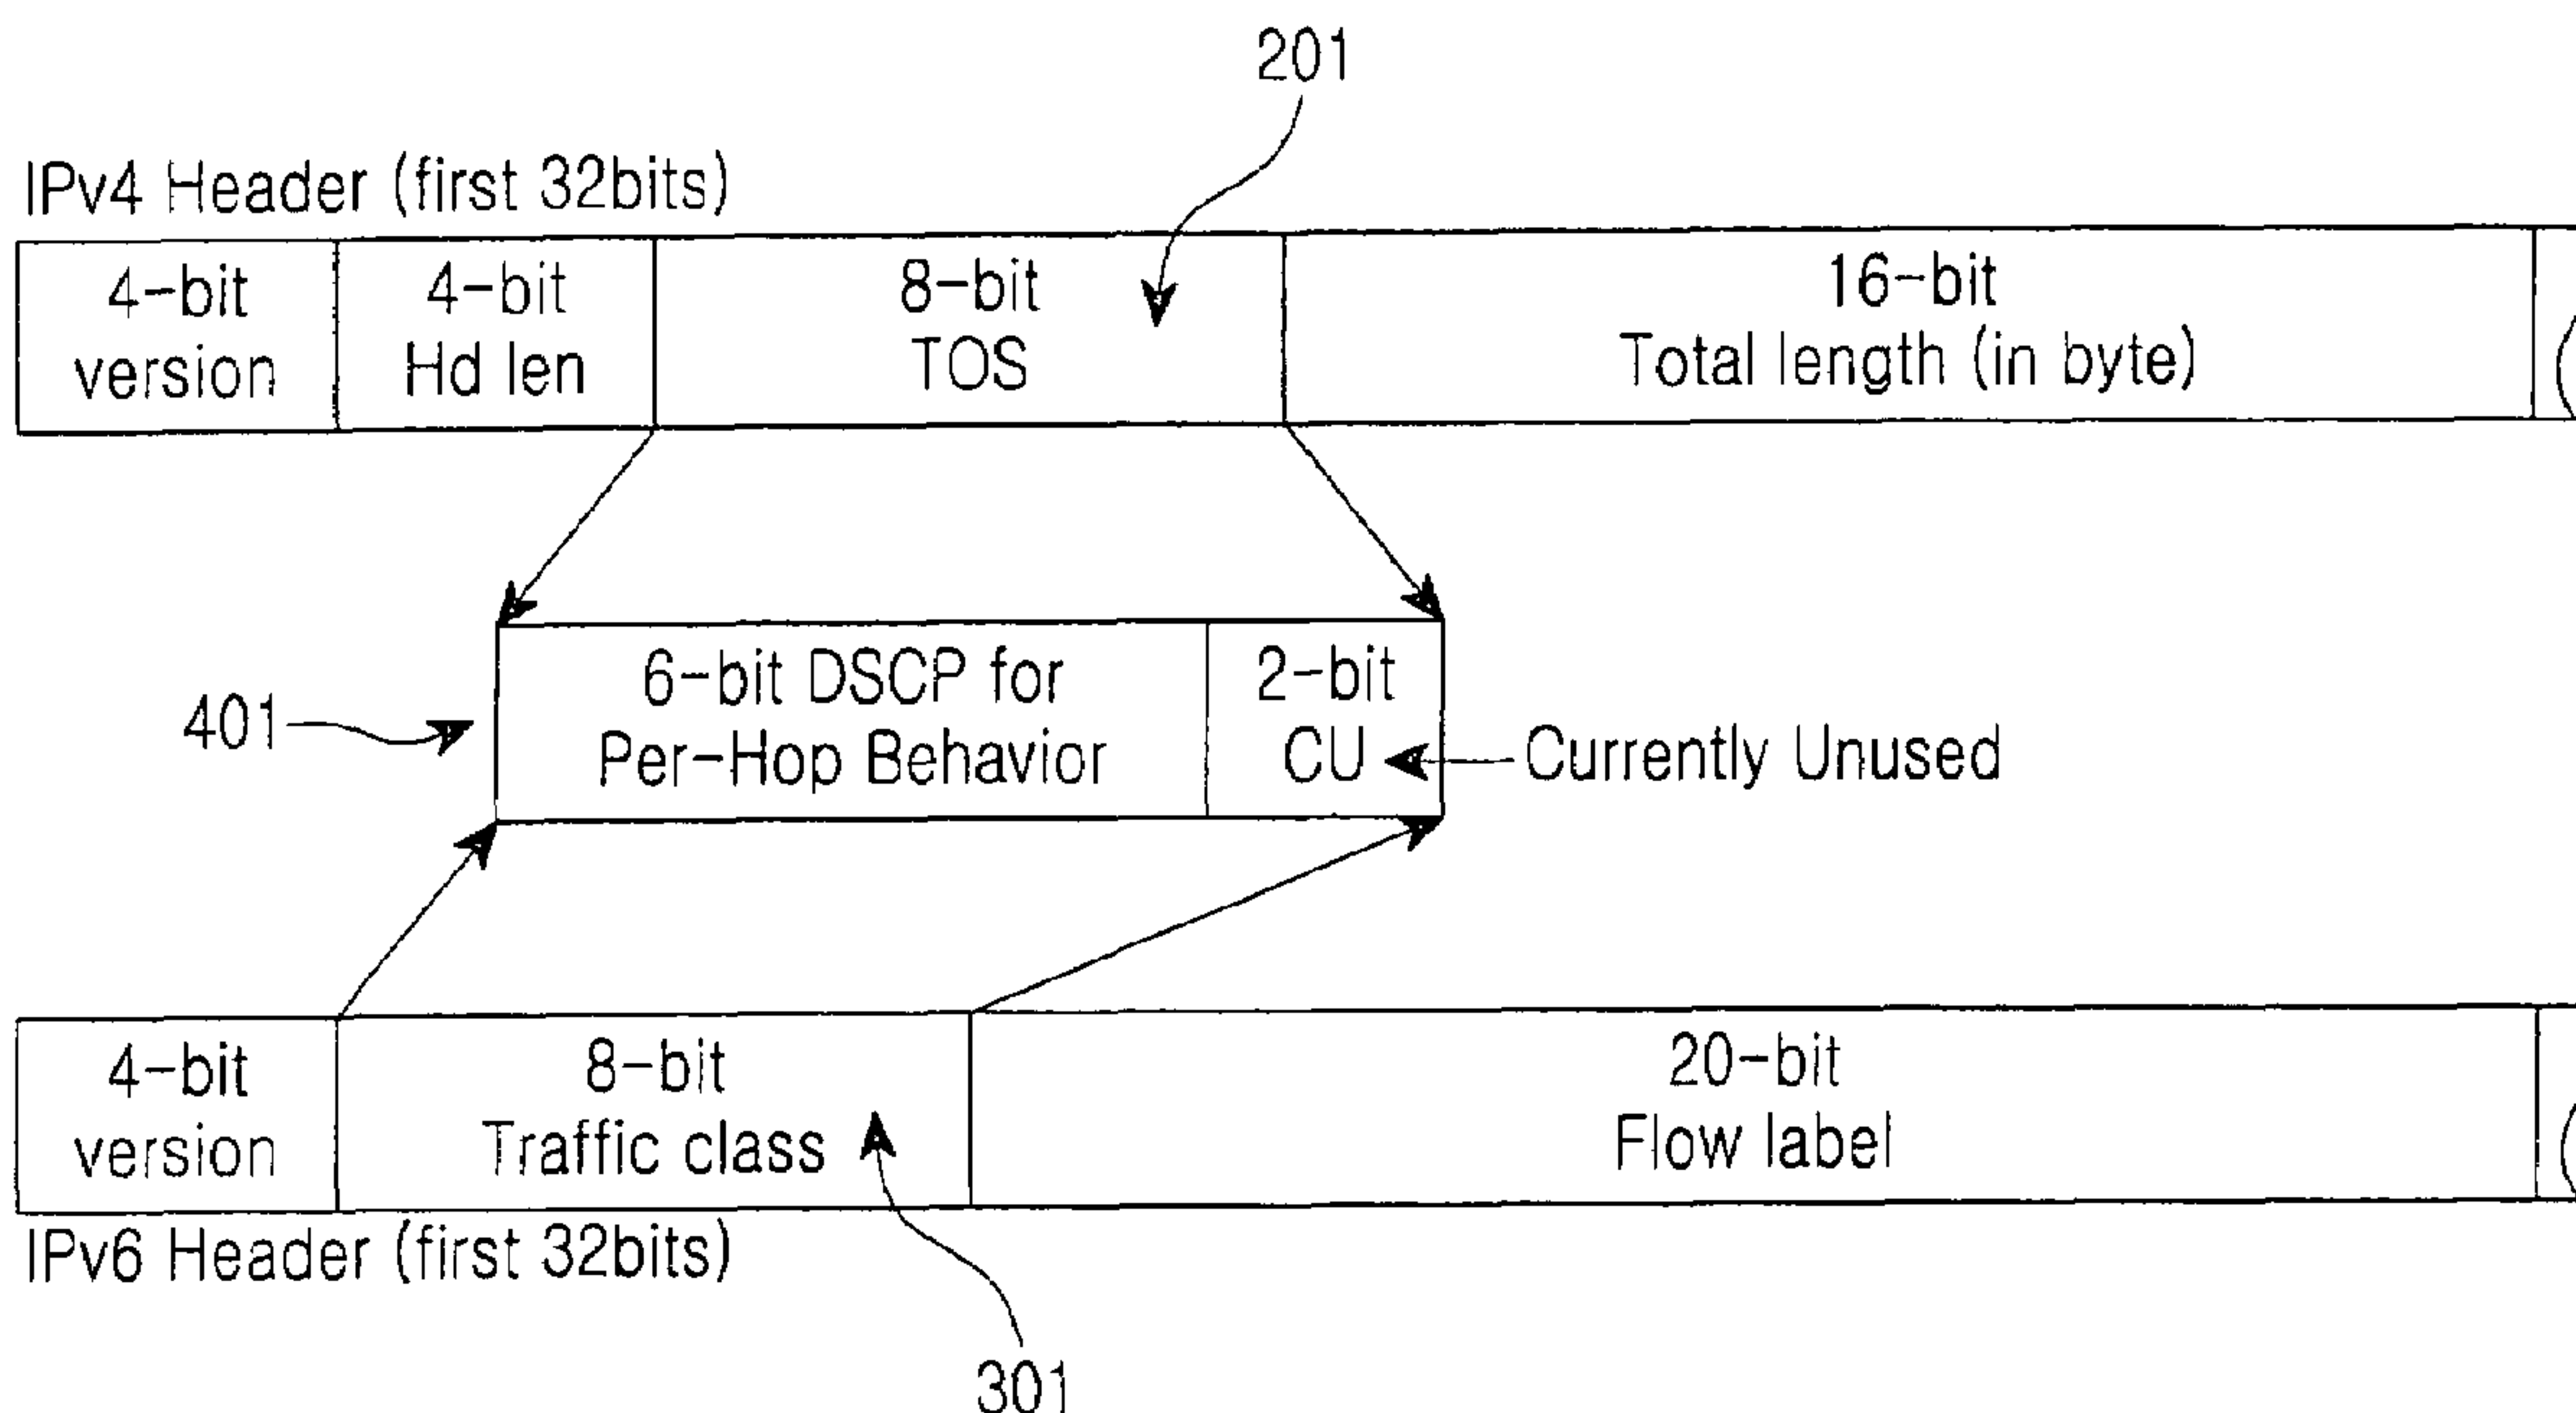 201
IPv4 Header (first 32bits)
4-bit
version
4-bit
Hd len
8-bit
TOS
16-bit
Total length (in byte)
401
6-bit DSCP for
Per-Hop Behavior
2-bit
CU
Currently Unused
4-bit
version
8-bit
Traffic class
20-bit
Flow label
IPv6 Header (first 32bits)
301